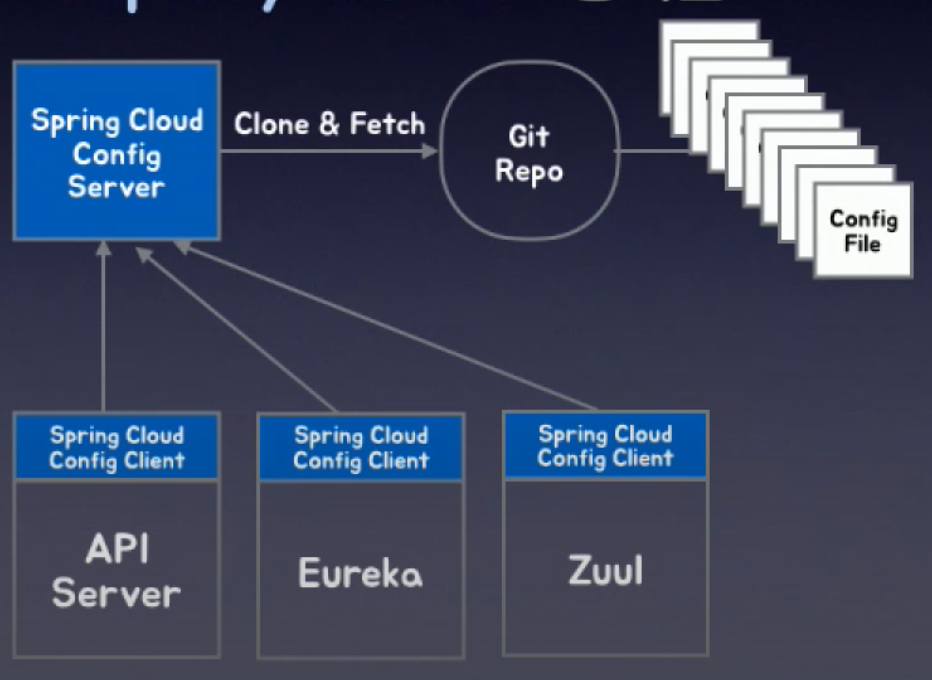 Spring Cloud
Config
Server
Clone & Fetch
Git
Repo
Config
File
Spring Cloud
Config Client
API
Server
Spring Cloud
Config Client
Eureka
Spring Cloud
Config Client
Zuul